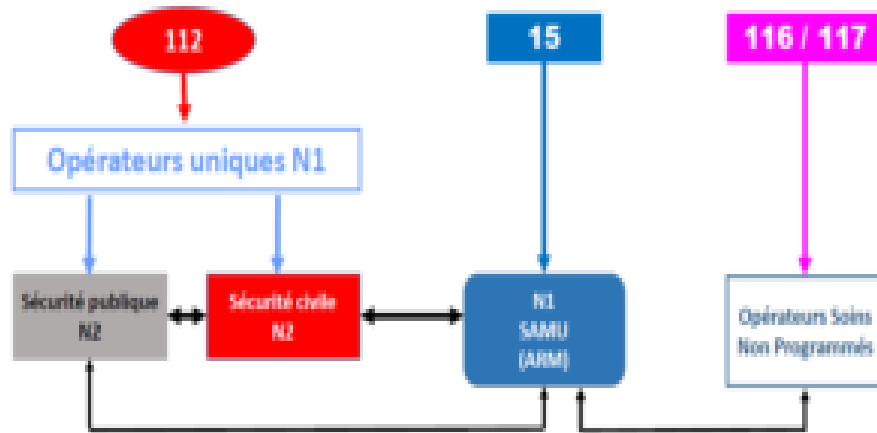 112
15
116 / 117
Opérateurs uniques N1
Sécurité publique
N2
Sécurité civile
N2
N1
SAMU
(ARM)
Opérateurs Soins
Non Programmés